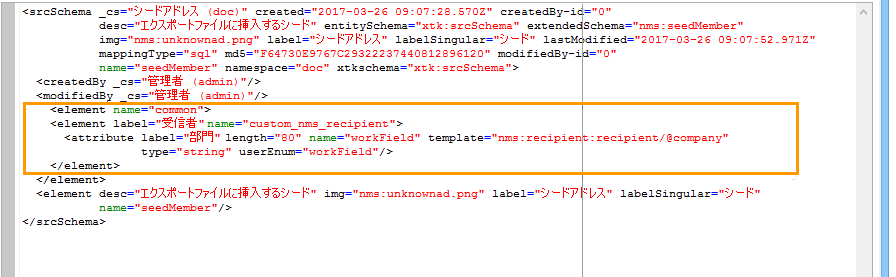 <srcSchema _cs="シードアドレス (doc)" created="2017-03-26 09:07:28.570Z" createdBy-id="0"
desc="エクスポートファイルに挿入するシード" entitySchema="xtk:srcSchema" extendedSchema="nms:seedMember"
img="nms:unknownad.png" label="シードアドレス" labelSingular="シード" lastModified="2017-03-26 09:07:52.971Z"
mappingType="sql" md5="F64730E9767C29322237440812896120" modifiedBy-id="0"
name="seedMember" namespace="doc" xtkschema="xtk:srcSchema">
<createdBy _cs="管理者 (admin)"/>
<modifiedBy _cs="管理者 (admin)"/>
<element name="common">
<element label="受信者" name="custom_nms_recipient">
<attribute label="部門" length="80" name="workField" template="nms:recipient:recipient/@company"
type="string" userEnum="workField"/>
</element>
</element>
<element desc="エクスポートファイルに挿入するシード" img="nms:unknownad.png" label="シードアドレス" labelSingular="シード"
name="seedMember"/>
</srcSchema>